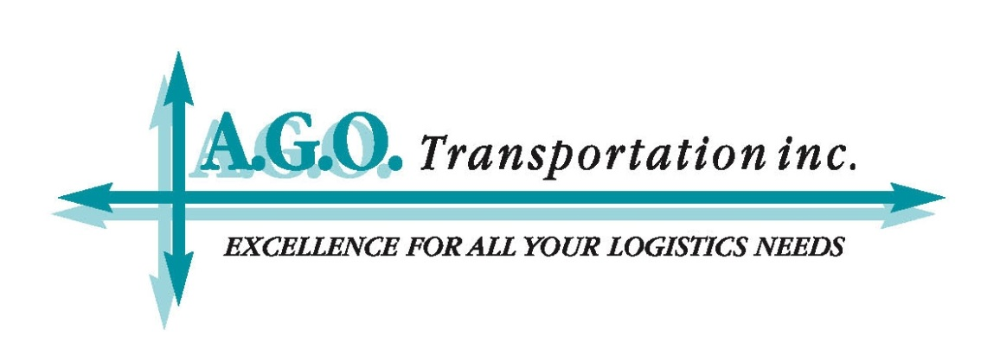 A.G.O. Transportation inc.
EXCELLENCE FOR ALL YOUR LOGISTICS NEEDS